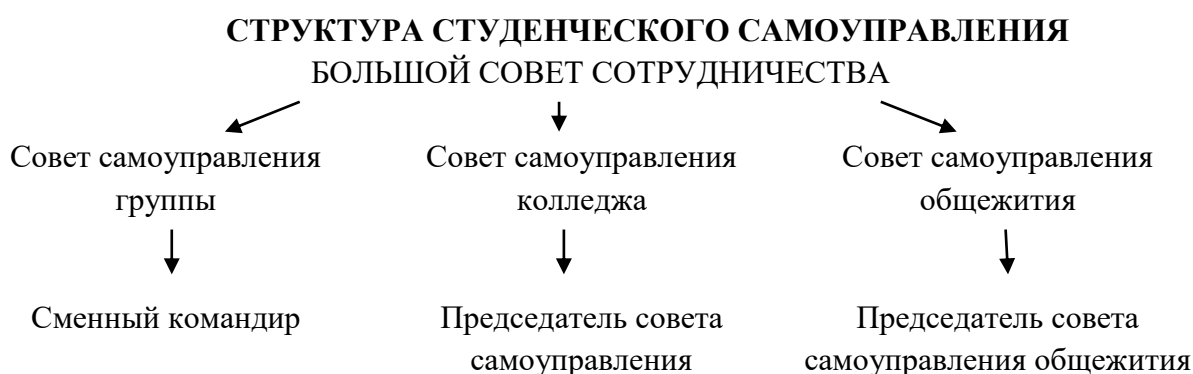 СТРУКТУРА СТУДЕНЧЕСКОГО САМОУПРАВЛЕНИЯ
БОЛЬШОЙ СОВЕТ СОТРУДНИЧЕСТВА
Совет самоуправления
группы
Совет самоуправления
колледжа
Совет самоуправления
общежития
Сменный командир
Председатель совета
самоуправления
Председатель совета
самоуправления общежития